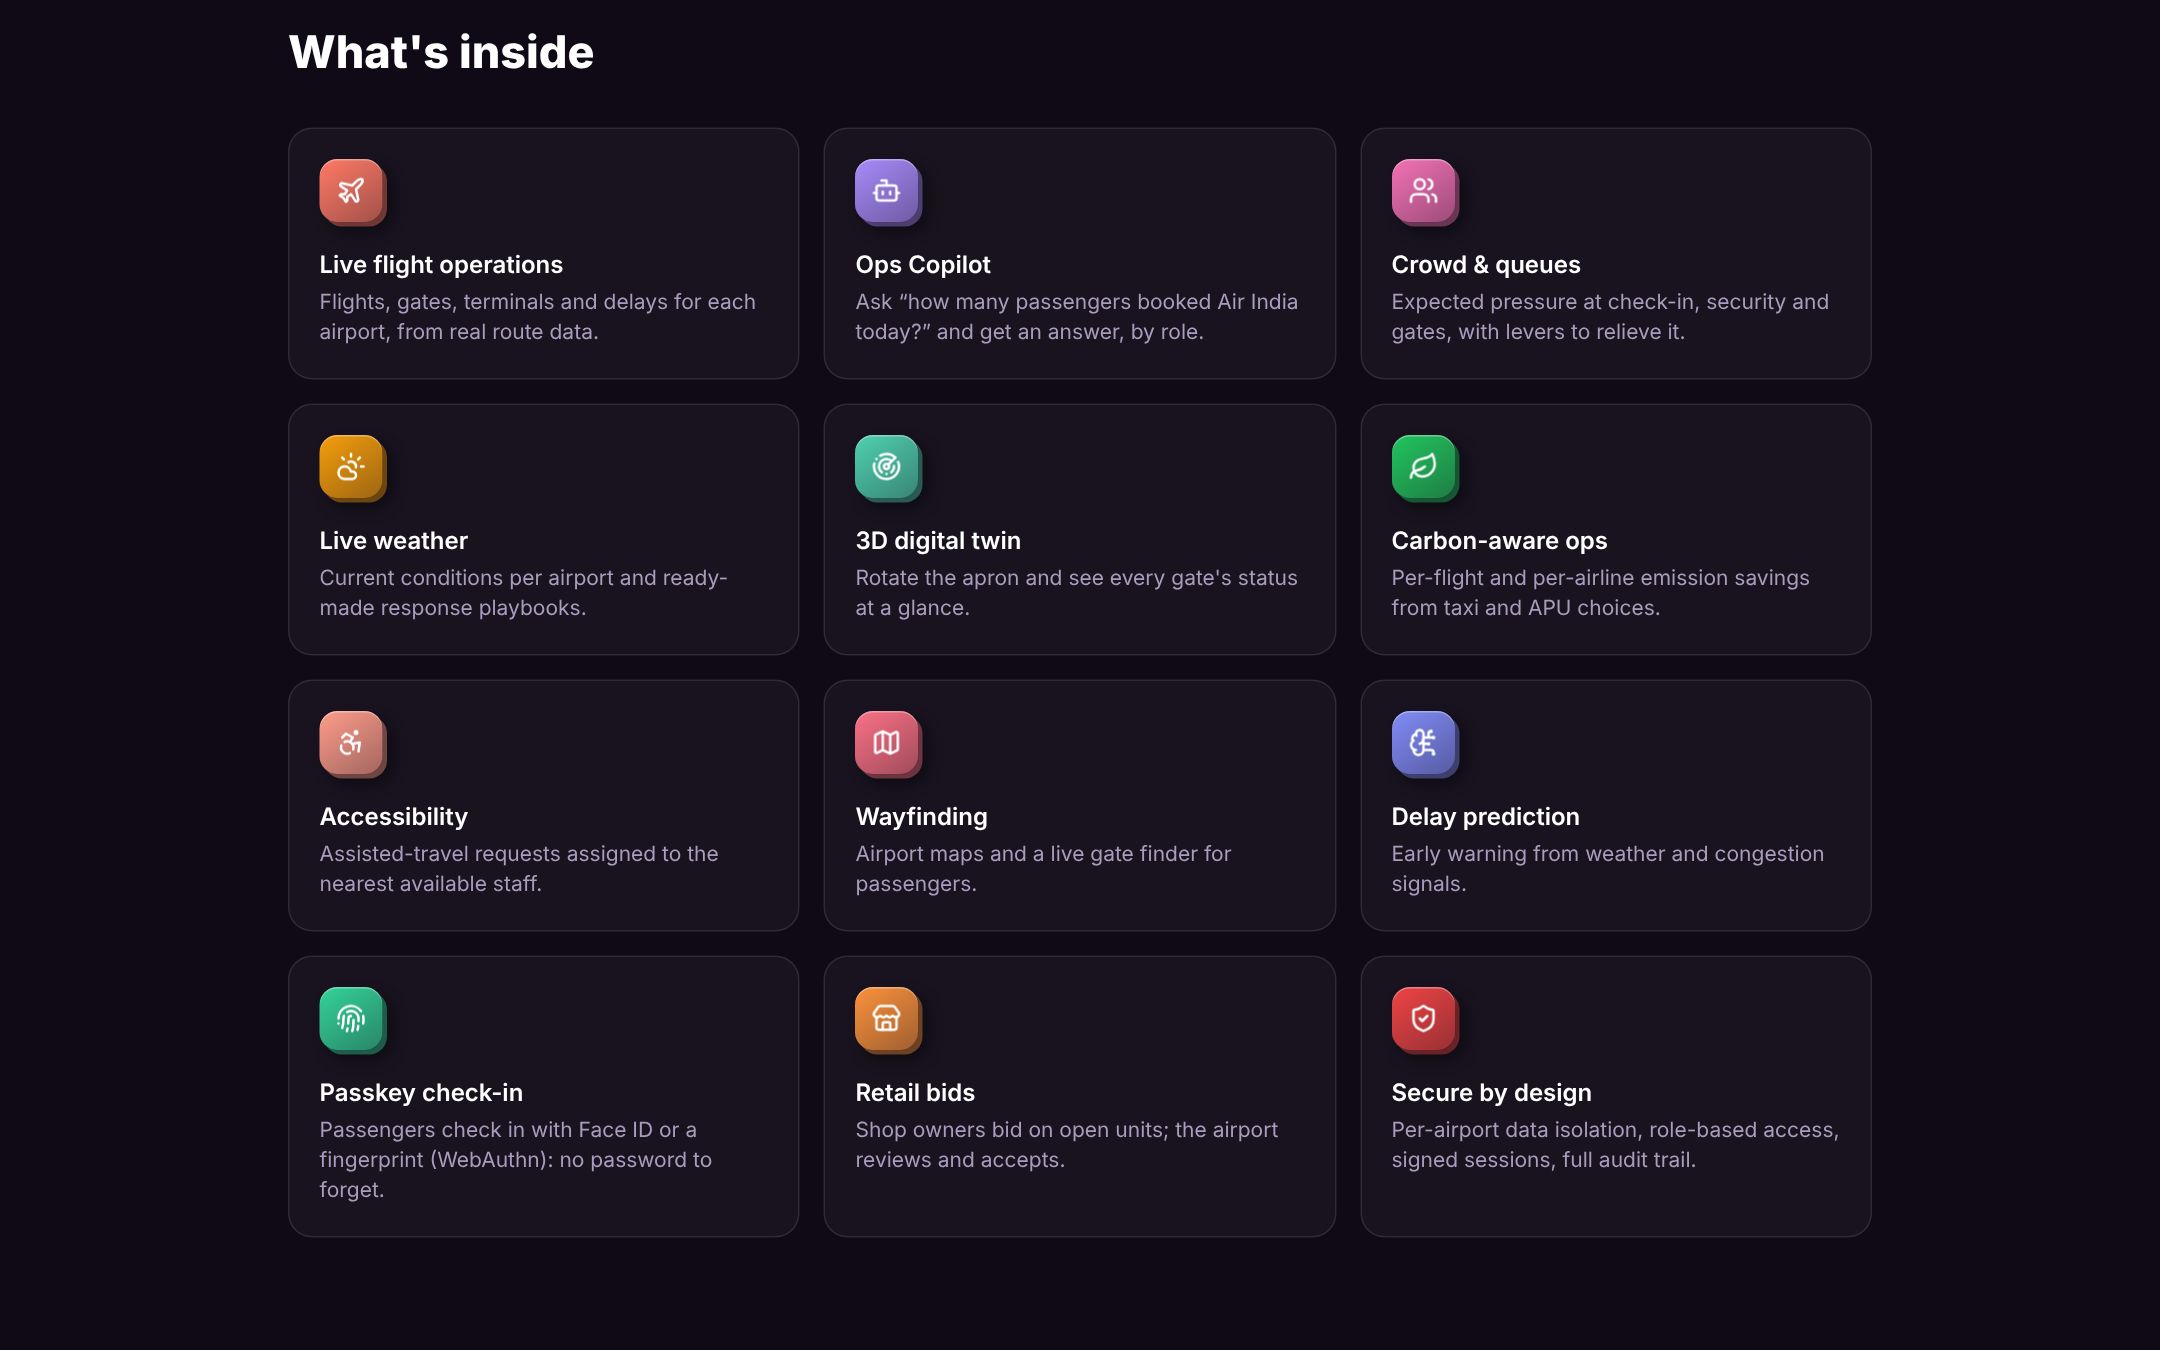 What's inside
Live flight operations
Flights, gates, terminals and delays for each
airport, from real route data.
Ops Copilot
Ask “how many passengers booked Air India
today?” and get an answer, by role.
Crowd & queues
Expected pressure at check-in, security and
gates, with levers to relieve it.
Live weather
Current conditions per airport and ready-
made response playbooks.
3D digital twin
Rotate the apron and see every gate's status
at a glance.
Carbon-aware ops
Per-flight and per-airline emission savings
from taxi and APU choices.
Accessibility
Assisted-travel requests assigned to the
nearest available staff.
Wayfinding
Airport maps and a live gate finder for
passengers.
Delay prediction
Early warning from weather and congestion
signals.
Passkey check-in
Passengers check in with Face ID or a
fingerprint (WebAuthn): no password to
forget.
Retail bids
Shop owners bid on open units; the airport
reviews and accepts.
Secure by design
Per-airport data isolation, role-based access,
signed sessions, full audit trail.